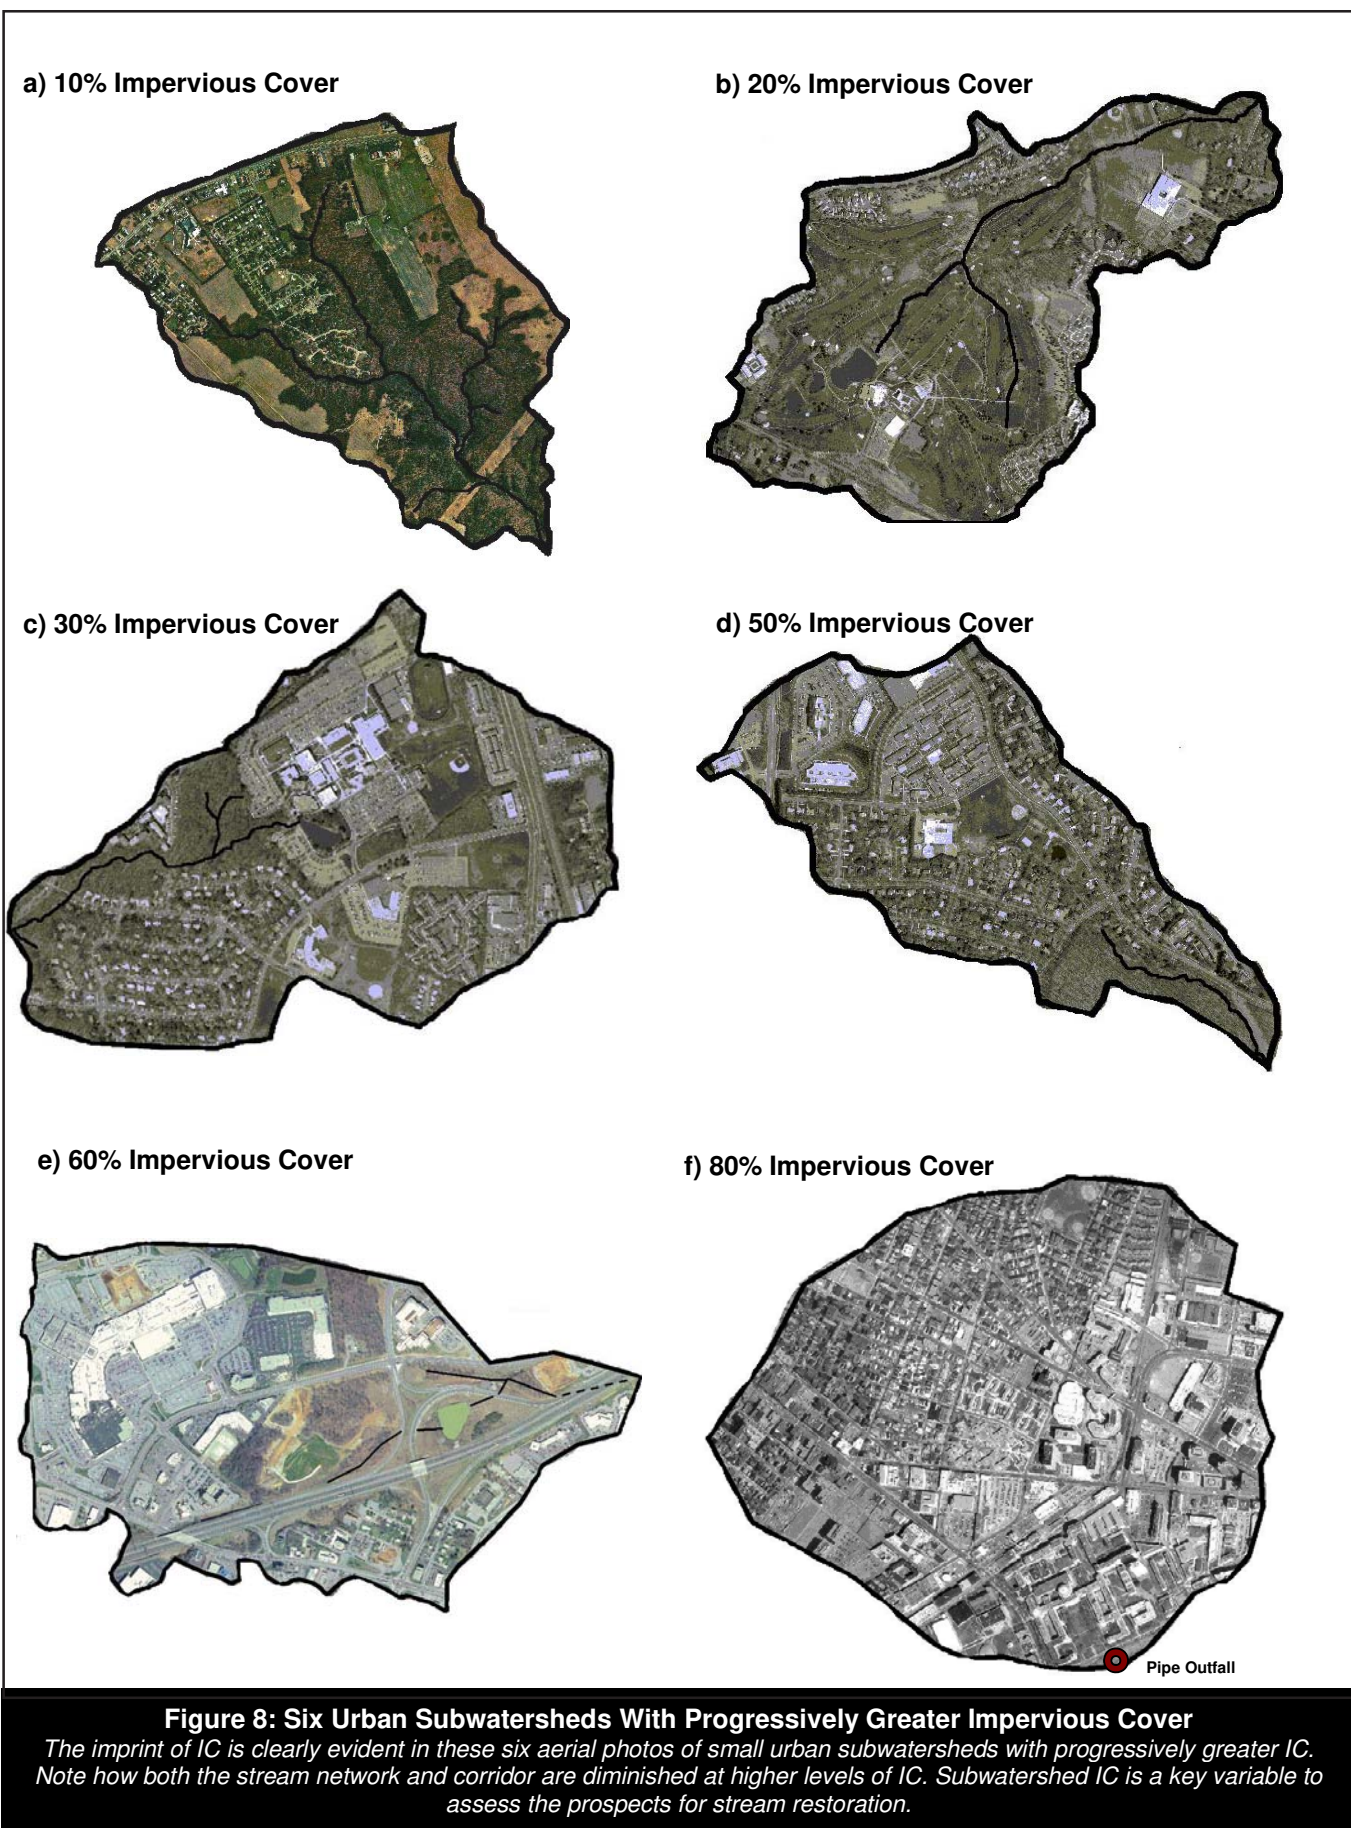 a) 10% Impervious Cover
b) 20% Impervious Cover
c) 30% Impervious Cover
d) 50% Impervious Cover
e) 60% Impervious Cover
f) 80% Impervious Cover
Pipe Outfall
Figure 8: Six Urban Subwatersheds With Progressively Greater Impervious Cover
The imprint of IC is clearly evident in these six aerial photos of small urban subwatersheds with progressively greater IC.
Note how both the stream network and corridor are diminished at higher levels of IC. Subwatershed IC is a key variable to
assess the prospects for stream restoration.